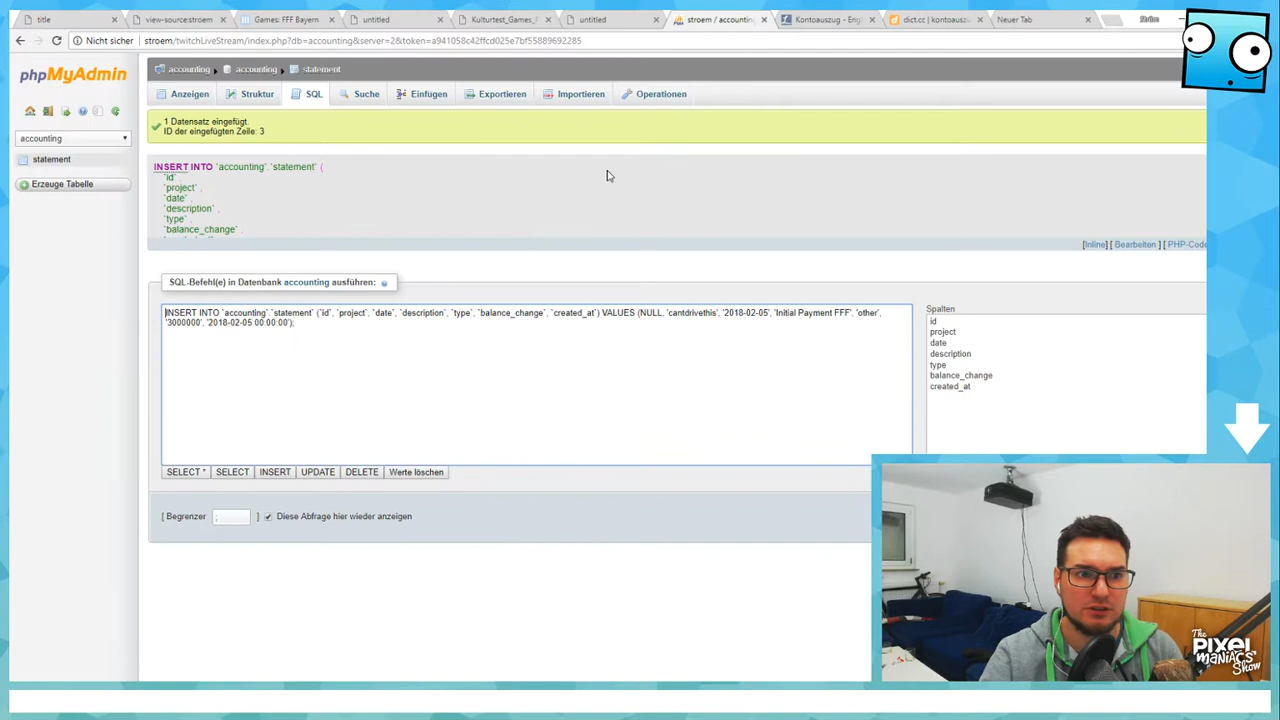 title
view-source:stroem
Games: FFF Bayern
untitled
Kulturtest_Games_F
untitled
stroem / accounting
Kontoauszug - Engl
dict.cc | kontoausz
Neuer Tab
Nicht sicher
stroem/twitchLiveStream/index.php?db=accounting&server=2&token=a941058c42ffcd025e7bf55889692285
phpMyAdmin
accounting
statement
Erzeuge Tabelle
accounting accounting statement
Anzeigen Struktur SQL Suche Einfügen Exportieren Importieren Operationen
1 Datensatz eingefügt.
ID der eingefügten Zeile: 3
INSERT INTO `accounting`.`statement` (
`id` ,
`project` ,
`date` ,
`description` ,
`type` ,
`balance_change` ,
[Inline] [ Bearbeiten ] [ PHP-Code
SQL-Befehl(e) in Datenbank accounting ausführen:
INSERT INTO `accounting`.`statement` (`id`, `project`, `date`, `description`, `type`, `balance_change`, `created_at`) VALUES (NULL, 'cantdrivethis', '2018-02-05', 'Initial Payment FFF', 'other',
'3000000', '2018-02-05 00:00:00');
Spalten
id
project
date
description
type
balance_change
created_at
SELECT * SELECT INSERT UPDATE DELETE Werte löschen
[ Begrenzer ; ] Diese Abfrage hier wieder anzeigen
The
PIXEL
maniacs
Show